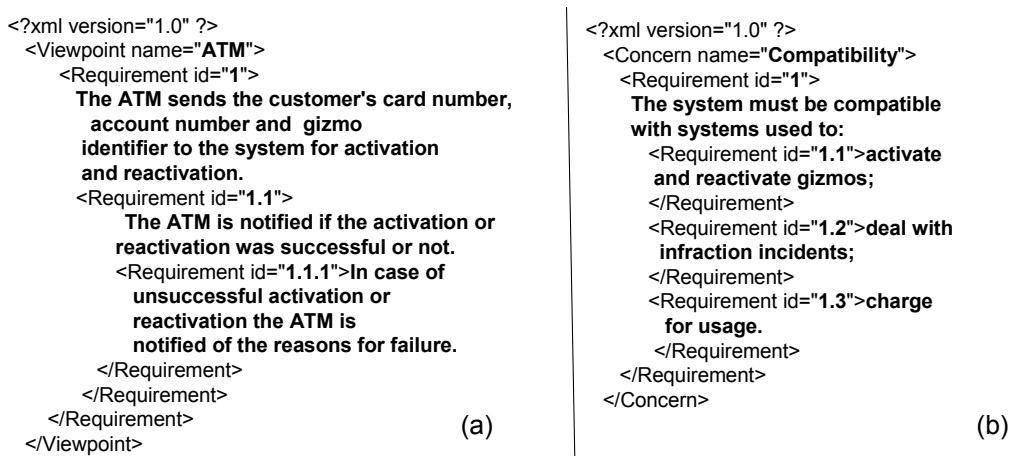 <?xml version="1.0" ?>
<Viewpoint name="ATM">
<Requirement id="1">
The ATM sends the customer's card number,
account number and gizmo
identifier to the system for activation
and reactivation.
<Requirement id="1.1">
The ATM is notified if the activation or
reactivation was successful or not.
<Requirement id="1.1.1">In case of
unsuccessful activation or
reactivation the ATM is
notified of the reasons for failure.
</Requirement>
</Requirement>
</Requirement>
</Viewpoint>
(a)
<?xml version="1.0" ?>
<Concern name="Compatibility">
<Requirement id="1">
The system must be compatible
with systems used to:
<Requirement id="1.1">activate
and reactivate gizmos;
</Requirement>
<Requirement id="1.2">deal with
infraction incidents;
</Requirement>
<Requirement id="1.3">charge
for usage.
</Requirement>
</Requirement>
</Concern>
(b)